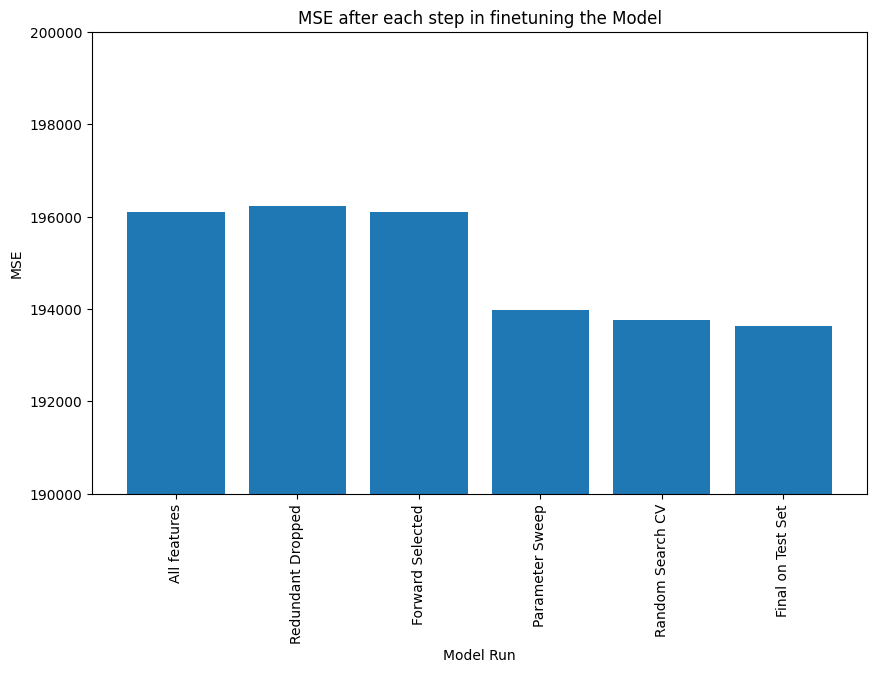 MSE after each step in finetuning the Model
200000
198000
196000
194000
192000
190000
MSE
All features
Redundant Dropped
Forward Selected
Parameter Sweep
Random Search CV
Final on Test Set
Model Run